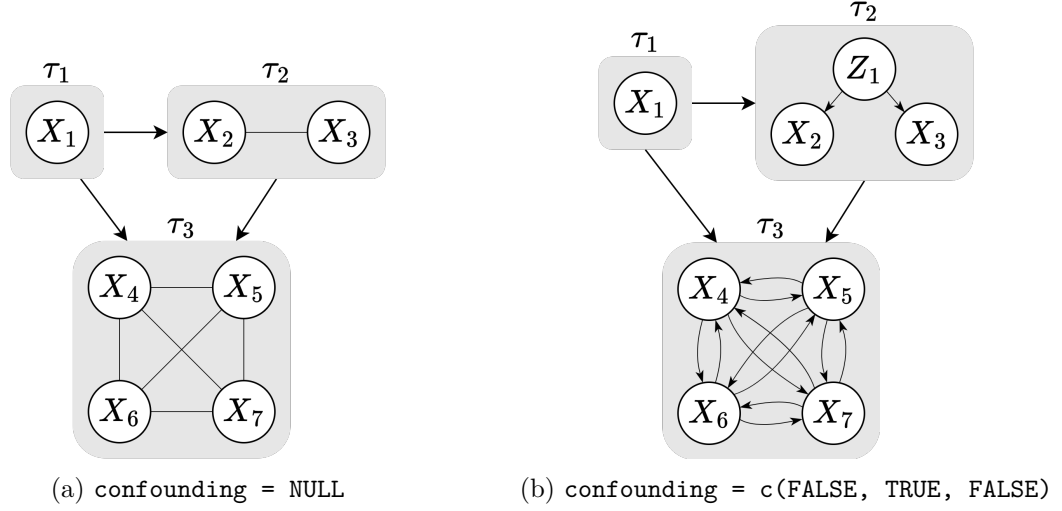 τ₁
τ₂
X₁
X₂ X₃
τ₃
X₄ X₅
X₆ X₇
(a) confounding = NULL
τ₂
τ₁
Z₁
X₁
X₂ X₃
τ₃
X₄ X₅
X₆ X₇
(b) confounding = c(FALSE, TRUE, FALSE)